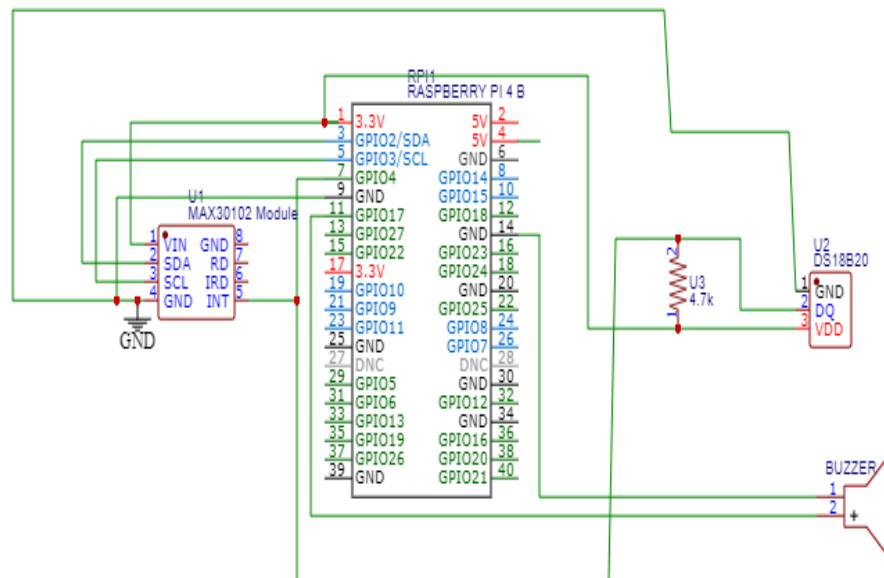 RPI1
RASPBERRY PI 4 B
1 3.3V 5V 2
3 GPIO2/SDA 5V 4
5 GPIO3/SCL GND 6
7 GPIO4 GPIO14 8
9 GND GPIO15 10
11 GPIO17 GPIO18 12
13 GPIO27 GND 14
15 GPIO22 GPIO23 16
17 3.3V GPIO24 18
19 GPIO10 GND 20
21 GPIO9 GPIO25 22
23 GPIO11 GPIO8 24
25 GND GPIO7 26
27 DNC DNC 28
29 GPIO5 GND 30
31 GPIO6 GPIO12 32
33 GPIO13 GND 34
35 GPIO19 GPIO16 36
37 GPIO26 GPIO20 38
39 GND GPIO21 40
U1
MAX30102 Module
1 VIN GND 8
2 SDA RD 7
3 SCL IRD 6
4 GND INT 5
GND
2
U3
4.7k
1
U2
DS18B20
1 GND
2 DQ
3 VDD
BUZZER
1
2 +